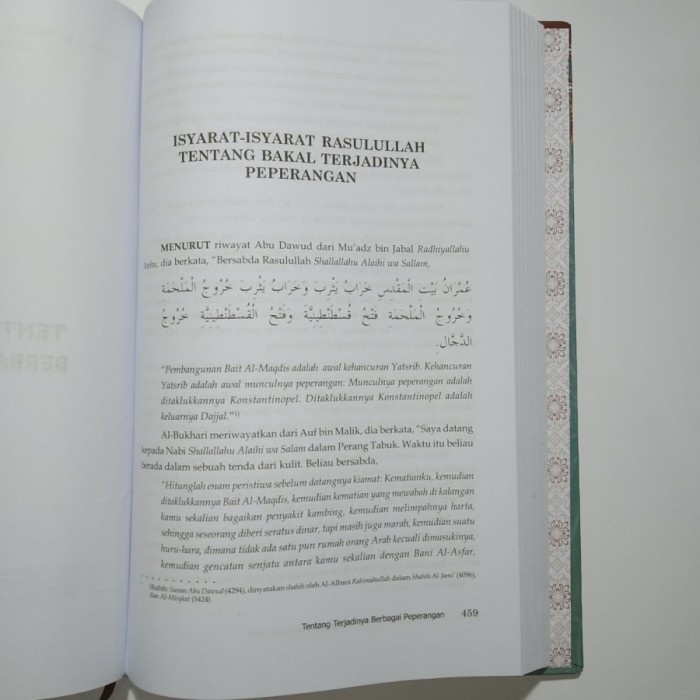 ISYARAT-ISYARAT RASULULLAH
TENTANG BAKAL TERJADINYA
PEPERANGAN
MENURUT riwayat Abu Dawud dari Mu'adz bin Jabal Radhiyallahu
Anhu, dia berkata, "Bersabda Rasulullah Shallallahu Alaihi wa Sallam,
عُمْرَانُ بَيْتِ الْمَقْدِسِ خَرَابُ يَثْرِبَ وَخَرَابُ يَثْرِبَ خُرُوجُ الْمَلْحَمَةِ
وَخُرُوجُ الْمَلْحَمَةِ فَتْحُ قُسْطَنْطِينِيَّةَ وَفَتْحُ الْقُسْطَنْطِينِيَّةِ خُرُوجُ
الدَّجَّالِ.
"Pembangunan Bait Al-Maqdis adalah awal kehancuran Yatsrib. Kehancuran
Yatsrib adalah awal munculnya peperangan. Munculnya peperangan adalah
ditaklukkannya Konstantinopel. Ditaklukkannya Konstantinopel adalah
keluarnya Dajjal."¹⁾
Al-Bukhari meriwayatkan dari Auf bin Malik, dia berkata, "Saya datang
kepada Nabi Shallallahu Alaihi wa Salam dalam Perang Tabuk. Waktu itu beliau
berada dalam sebuah tenda dari kulit. Beliau bersabda,
"Hitunglah enam peristiwa sebelum datangnya kiamat: Kematianku, kemudian
ditaklukkannya Bait Al-Maqdis, kemudian kematian yang mewabah di kalangan
kamu sekalian bagaikan penyakit kambing, kemudian melimpahnya harta,
sehingga seseorang diberi seratus dinar, tapi masih juga marah, kemudian suatu
huru-hara, dimana tidak ada satu pun rumah orang Arab kecuali dimasukinya,
kemudian gencatan senjata antara kamu sekalian dengan Bani Al-Asfar,
Shahih: Sunan Abu Dawud (4294), dinyatakan shahih oleh Al-Albani Rahimahullah dalam Shahih Al-Jami' (4096),
dan Al-Misykat (5424).
Tentang Terjadinya Berbagai Peperangan 459